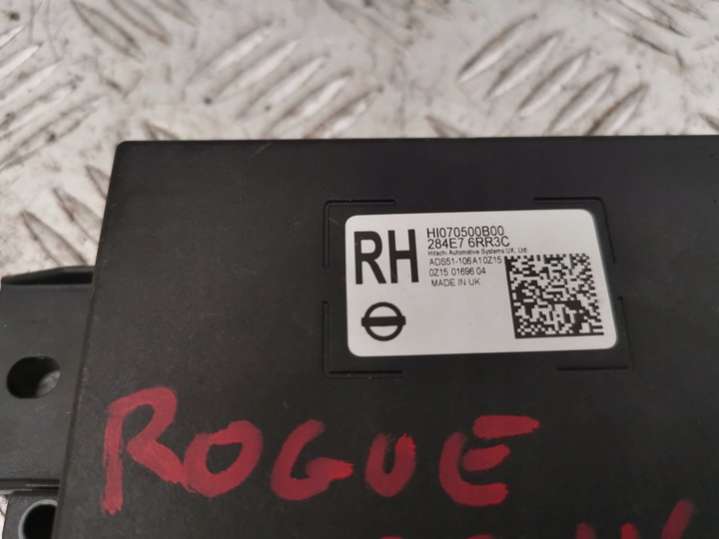 RH
HI070500B00
284E7 6RR3C
Hitachi Automotive Systems UK, Ltd.
ADS51-106A10Z15
0Z15 01696 04
MADE IN UK
ROGUE